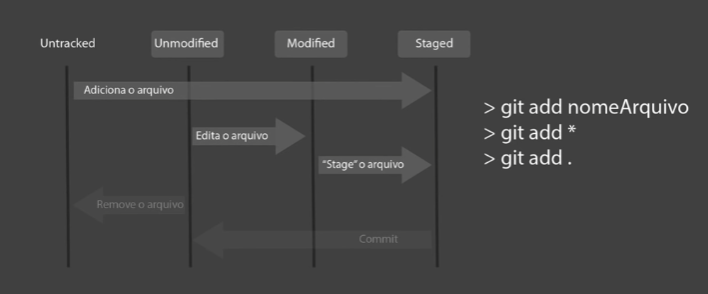 Untracked
Unmodified
Modified
Staged
Adiciona o arquivo
Edita o arquivo
"Stage" o arquivo
Remove o arquivo
Commit
> git add nomeArquivo
> git add *
> git add .